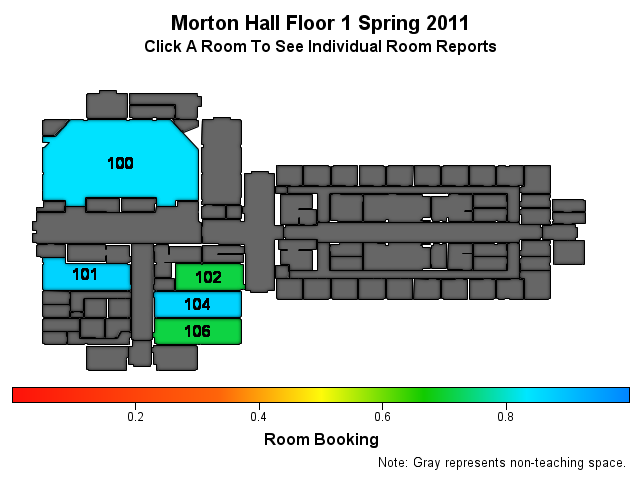 Morton Hall Floor 1 Spring 2011
Click A Room To See Individual Room Reports
100
101
102
104
106
0.2 0.4 0.6 0.8
Room Booking
Note: Gray represents non-teaching space.